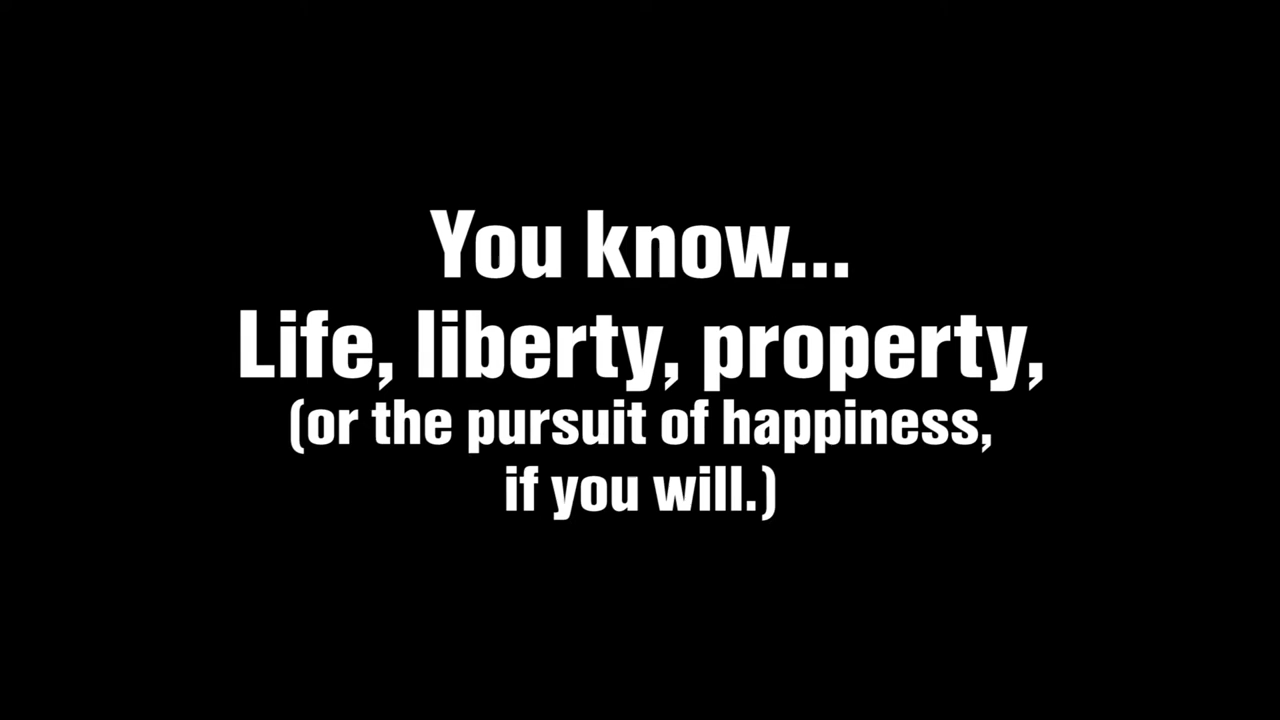 You know...
Life, liberty, property,
(or the pursuit of happiness,
if you will.)